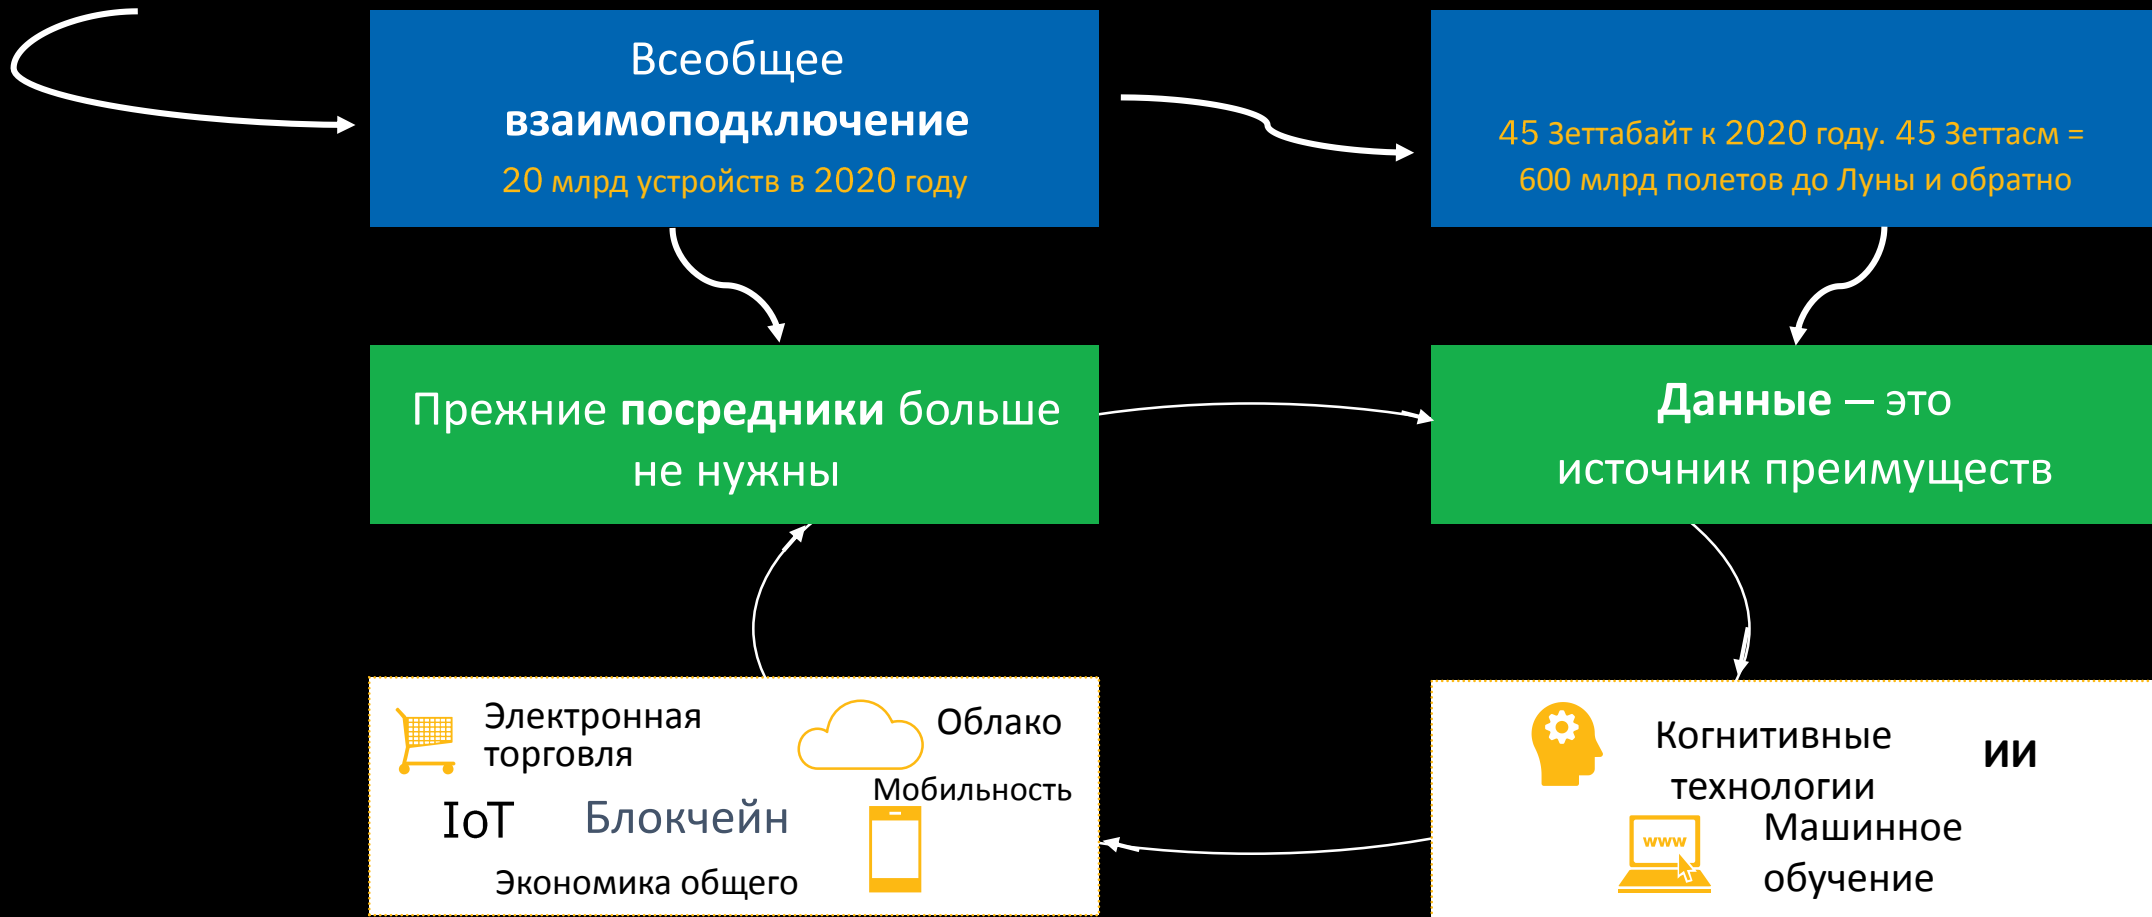 Всеобщее
взаимоподключение
20 млрд устройств в 2020 году
45 Зеттабайт к 2020 году. 45 Зеттасм =
600 млрд полетов до Луны и обратно
Прежние посредники больше
не нужны
Данные – это
источник преимуществ
Электронная
торговля
Облако
Мобильность
IoT
Блокчейн
Экономика общего
Когнитивные
технологии
ИИ
www
Машинное
обучение